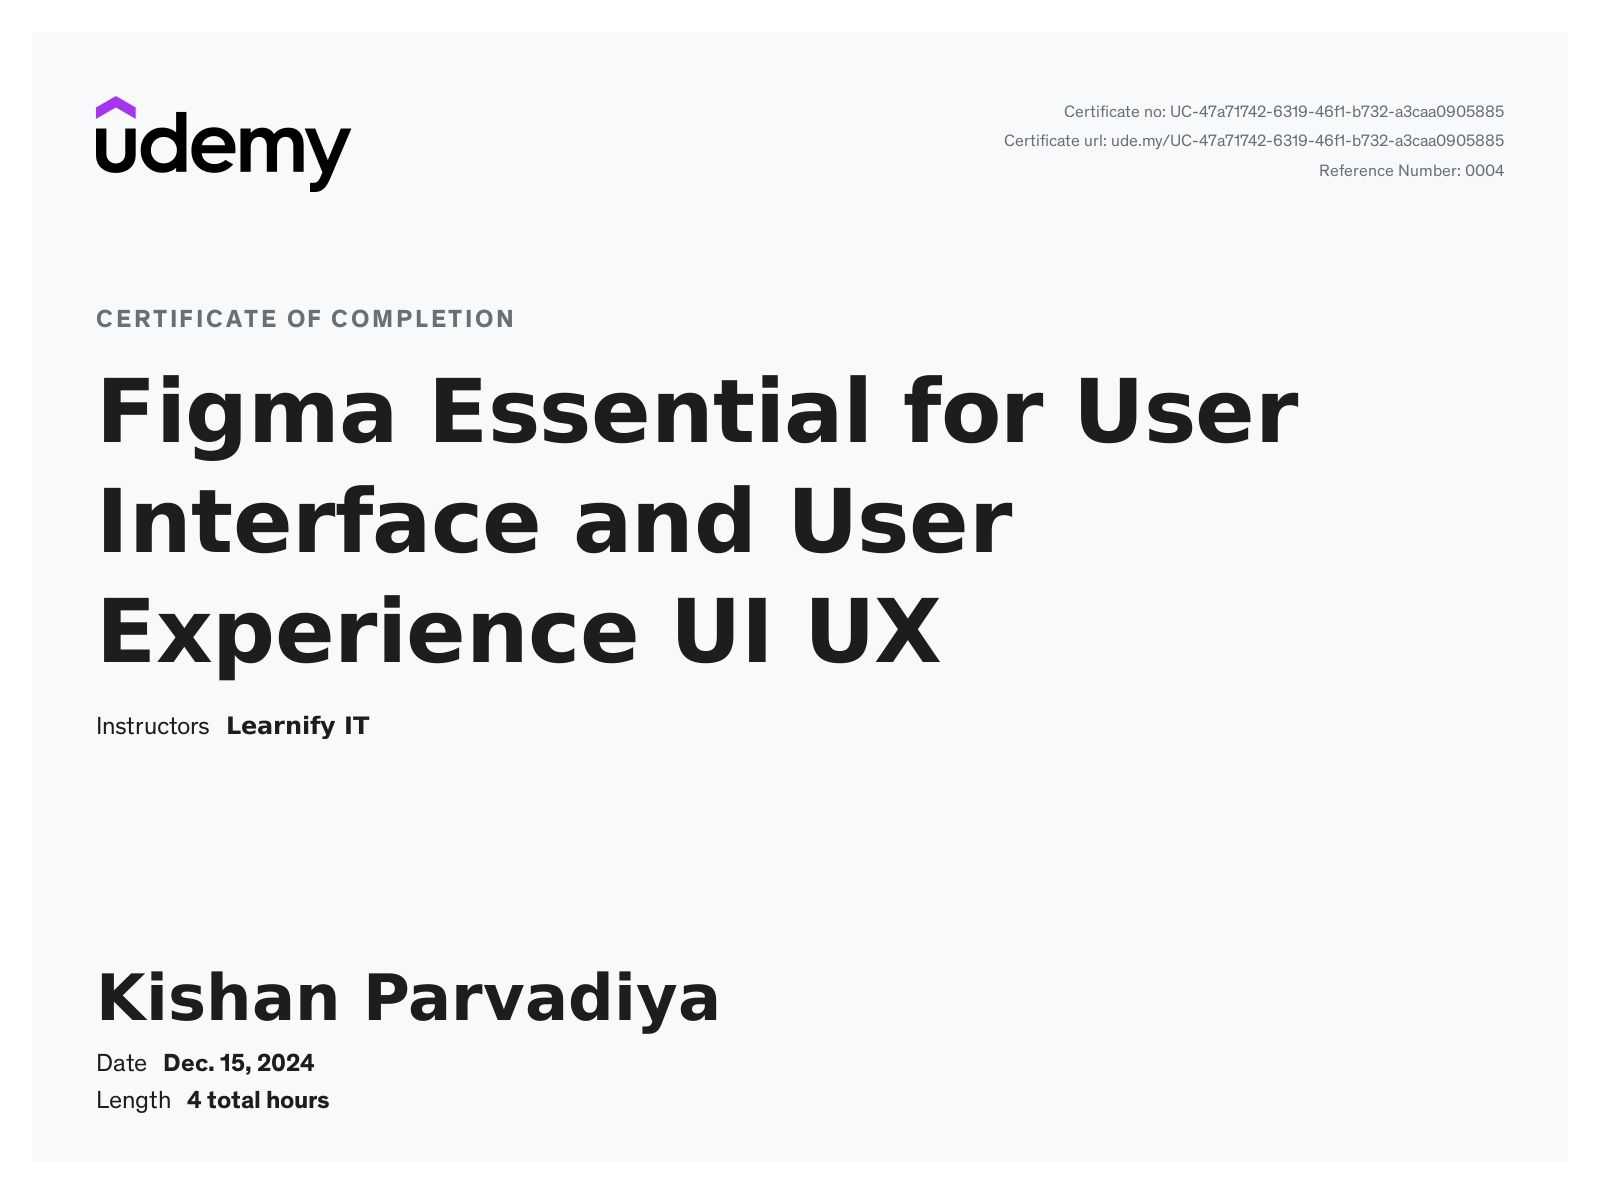 udemy
Certificate no: UC-47a71742-6319-46f1-b732-a3caa0905885
Certificate url: ude.my/UC-47a71742-6319-46f1-b732-a3caa0905885
Reference Number: 0004
CERTIFICATE OF COMPLETION
Figma Essential for User
Interface and User
Experience UI UX
Instructors Learnify IT
Kishan Parvadiya
Date Dec. 15, 2024
Length 4 total hours